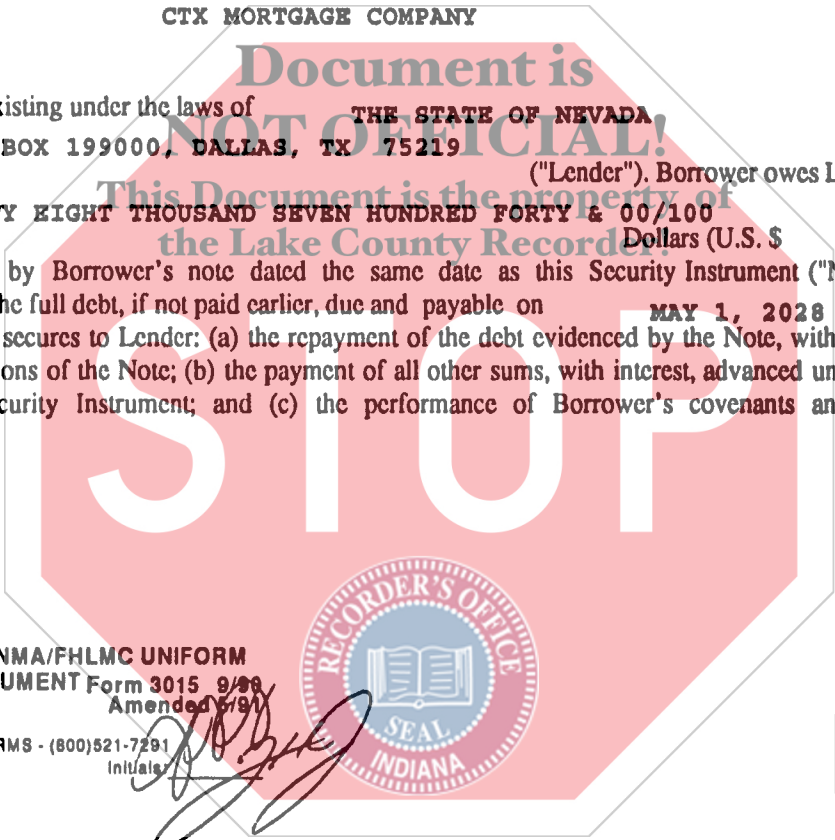 CTX MORTGAGE COMPANY
Document is
xisting under the laws of THE STATE OF NEVADA
NOT OFFICIAL!
BOX 199000, DALLAS, TX 75219
("Lender"). Borrower owes L
This Document is the property of
Y EIGHT THOUSAND SEVEN HUNDRED FORTY & 00/100
the Lake County Recorder!
Dollars (U.S. $
by Borrower's note dated the same date as this Security Instrument ("N
he full debt, if not paid earlier, due and payable on MAY 1, 2028
secures to Lender: (a) the repayment of the debt evidenced by the Note, with
ons of the Note; (b) the payment of all other sums, with interest, advanced un
curity Instrument; and (c) the performance of Borrower's covenants an
STOP
RECORDER'S OFFICE
SEAL
INDIANA
NMA/FHLMC UNIFORM
UMENT Form 3015 9/90
Amended 5/91
RMS - (800)521-7291
Initials: